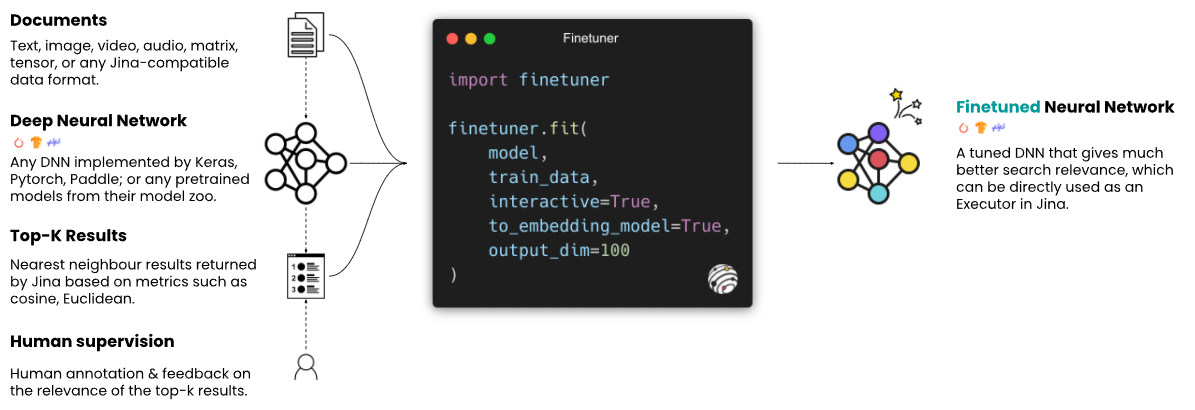 Documents
Text, image, video, audio, matrix,
tensor, or any Jina-compatible
data format.
Deep Neural Network
Any DNN implemented by Keras,
Pytorch, Paddle; or any pretrained
models from their model zoo.
Top-K Results
Nearest neighbour results returned
by Jina based on metrics such as
cosine, Euclidean.
Human supervision
Human annotation & feedback on
the relevance of the top-k results.
1
2
3
Finetuner
import finetuner
finetuner.fit(
    model,
    train_data,
    interactive=True,
    to_embedding_model=True,
    output_dim=100
)
Finetuned Neural Network
A tuned DNN that gives much
better search relevance, which
can be directly used as an
Executor in Jina.